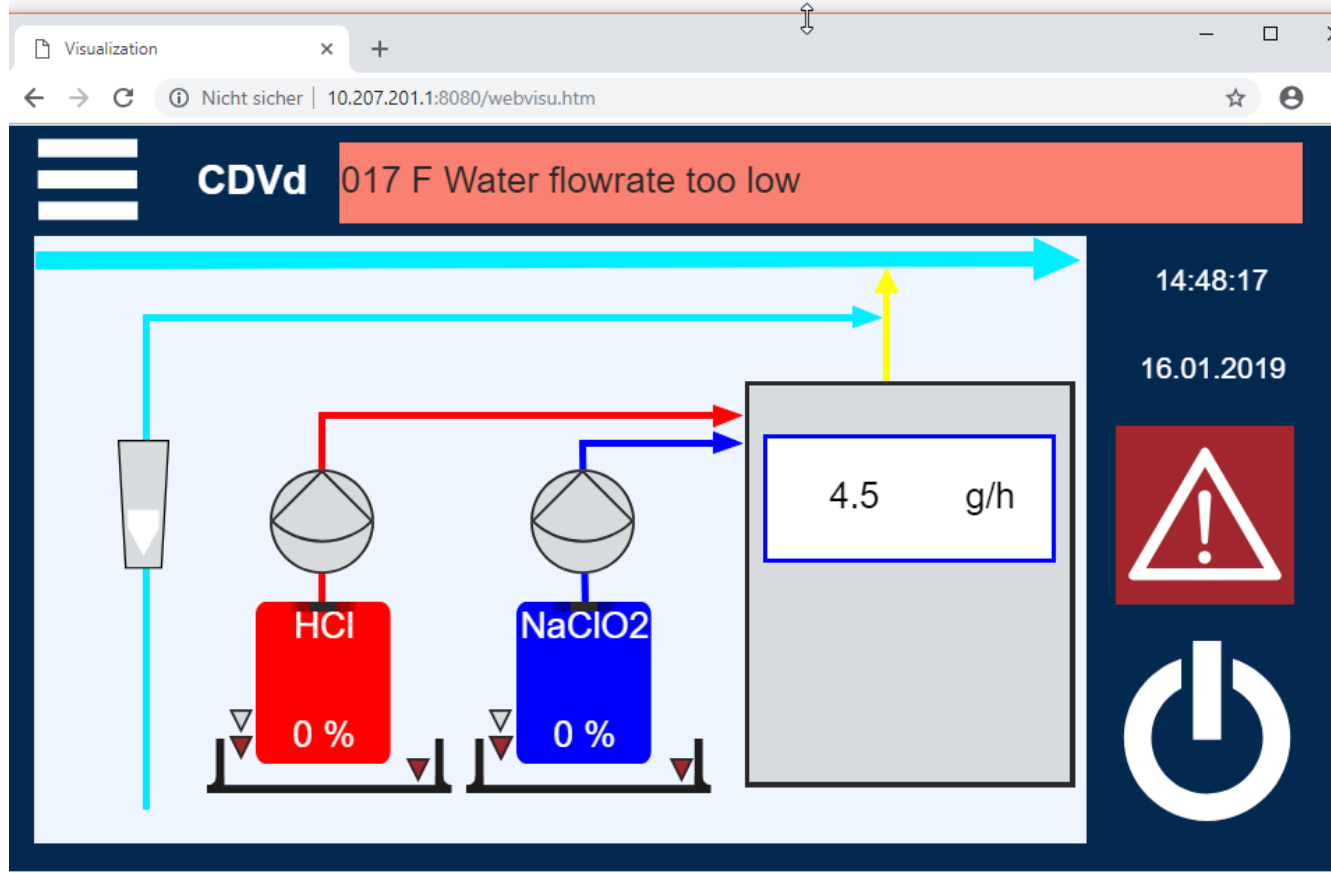 Visualization
Nicht sicher | 10.207.201.1:8080/webvisu.htm
CDVd
017 F Water flowrate too low
14:48:17
16.01.2019
4.5 g/h
HCl NaClO2
0 % 0 %